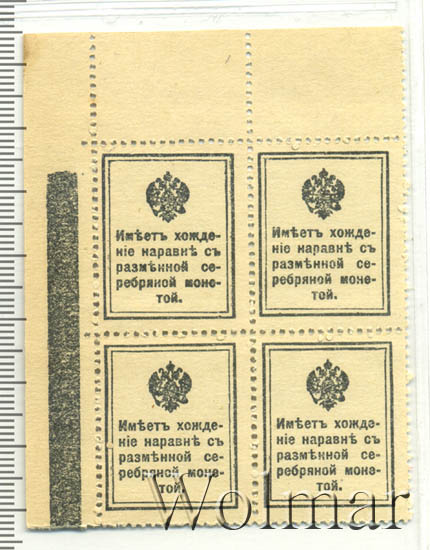 Имѣетъ хожде-
ніе наравнѣ съ
размѣнной се-
ребряной моне-
той.
Имѣетъ хожде-
ніе наравнѣ съ
размѣнной се-
ребряной моне-
той.
Имѣетъ хожде-
ніе наравнѣ съ
размѣнной се-
ребряной моне-
той.
Имѣетъ хожде-
ніе наравнѣ съ
размѣнной се-
ребряной моне-
той.
Wolmar